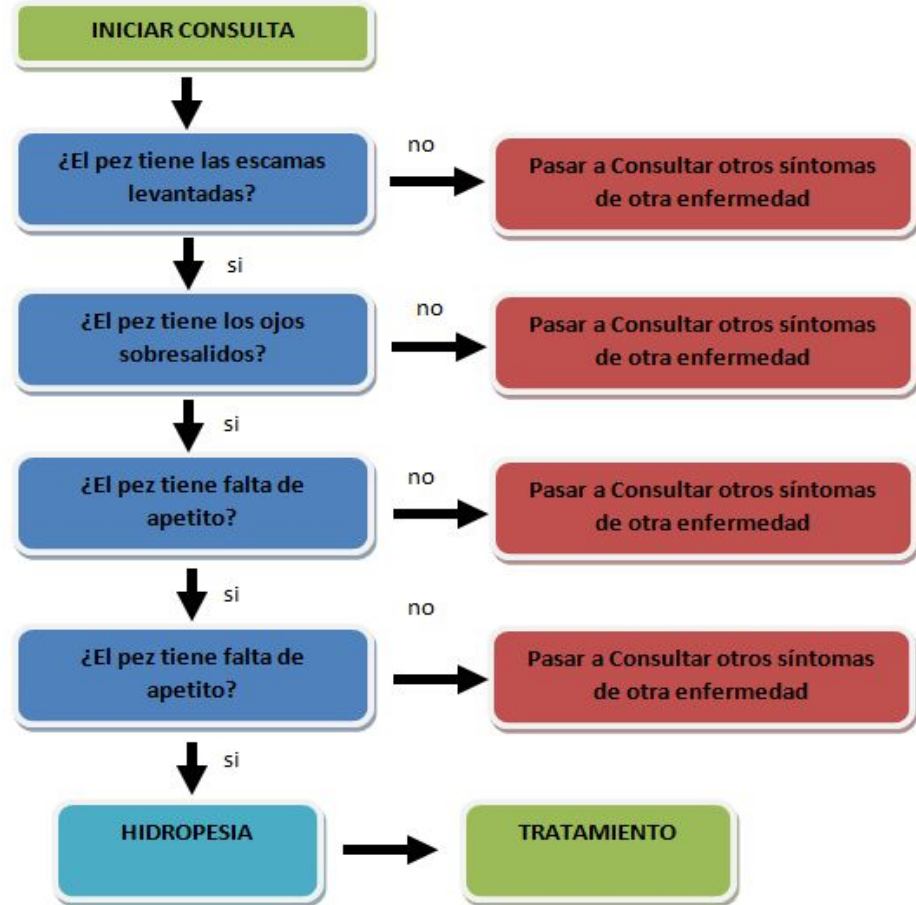 INICIAR CONSULTA
¿El pez tiene las escamas
levantadas?
no
Pasar a Consultar otros síntomas
de otra enfermedad
si
¿El pez tiene los ojos
sobresalidos?
no
Pasar a Consultar otros síntomas
de otra enfermedad
si
¿El pez tiene falta de
apetito?
no
Pasar a Consultar otros síntomas
de otra enfermedad
si
¿El pez tiene falta de
apetito?
no
Pasar a Consultar otros síntomas
de otra enfermedad
si
HIDROPESIA
TRATAMIENTO